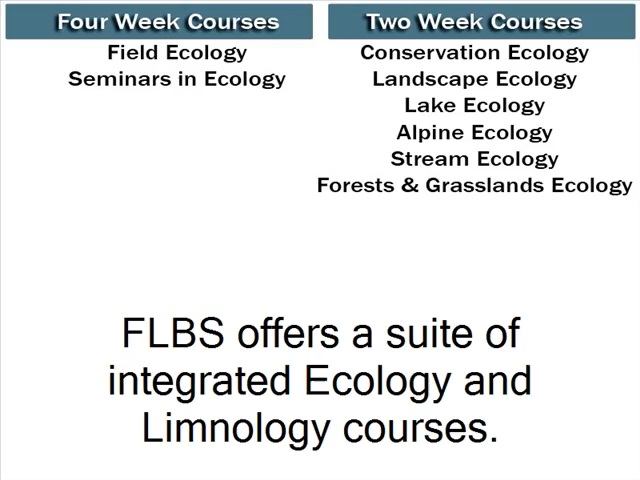 Four Week Courses
Field Ecology
Seminars in Ecology
Two Week Courses
Conservation Ecology
Landscape Ecology
Lake Ecology
Alpine Ecology
Stream Ecology
Forests & Grasslands Ecology
FLBS offers a suite of
integrated Ecology and
Limnology courses.